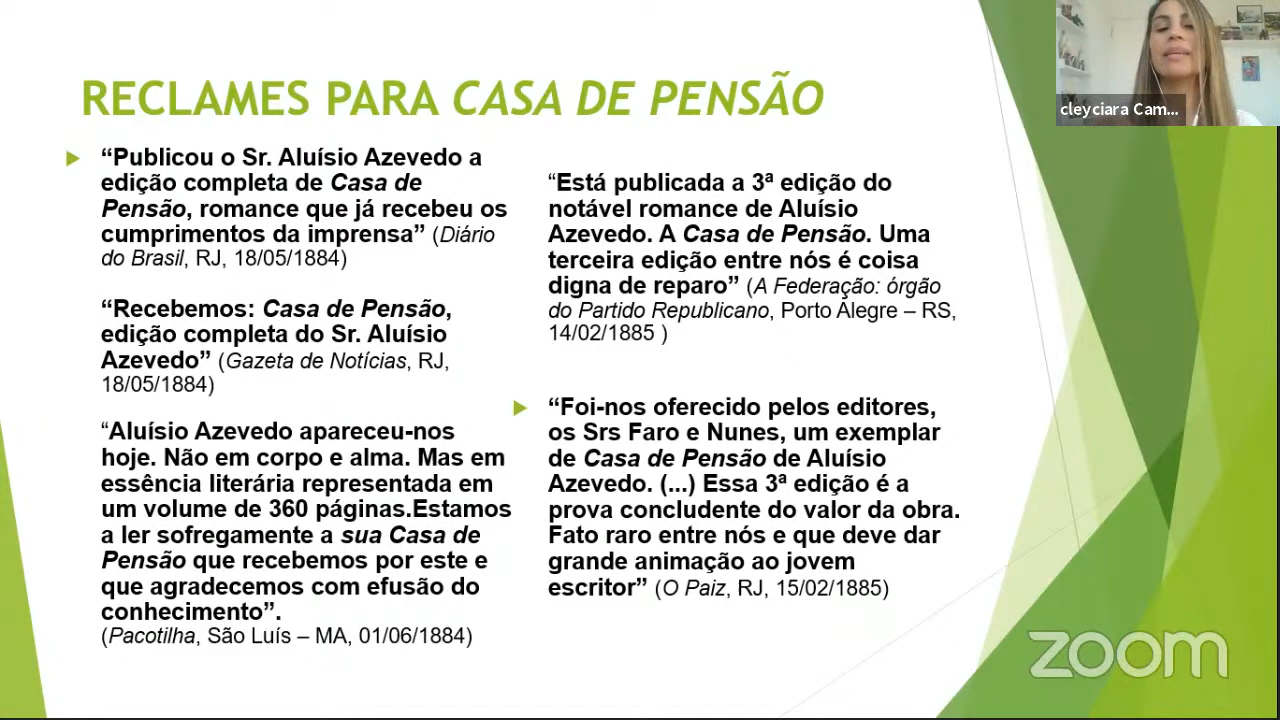 RECLAMES PARA CASA DE PENSÃO
“Publicou o Sr. Aluísio Azevedo a
edição completa de Casa de
Pensão, romance que já recebeu os
cumprimentos da imprensa” (Diário
do Brasil, RJ, 18/05/1884)
“Recebemos: Casa de Pensão,
edição completa do Sr. Aluísio
Azevedo” (Gazeta de Notícias, RJ,
18/05/1884)
“Aluísio Azevedo apareceu-nos
hoje. Não em corpo e alma. Mas em
essência literária representada em
um volume de 360 páginas.Estamos
a ler sofregamente a sua Casa de
Pensão que recebemos por este e
que agradecemos com efusão do
conhecimento”.
(Pacotilha, São Luís – MA, 01/06/1884)
“Está publicada a 3ª edição do
notável romance de Aluísio
Azevedo. A Casa de Pensão. Uma
terceira edição entre nós é coisa
digna de reparo” (A Federação: órgão
do Partido Republicano, Porto Alegre – RS,
14/02/1885 )
“Foi-nos oferecido pelos editores,
os Srs Faro e Nunes, um exemplar
de Casa de Pensão de Aluísio
Azevedo. (...) Essa 3ª edição é a
prova concludente do valor da obra.
Fato raro entre nós e que deve dar
grande animação ao jovem
escritor” (O Paiz, RJ, 15/02/1885)
cleyciara Cam...
zoom